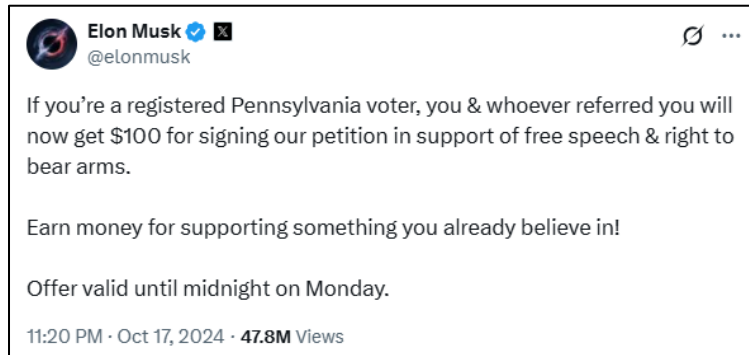 Elon Musk
@elonmusk
If you’re a registered Pennsylvania voter, you & whoever referred you will
now get $100 for signing our petition in support of free speech & right to
bear arms.
Earn money for supporting something you already believe in!
Offer valid until midnight on Monday.
11:20 PM · Oct 17, 2024 · 47.8M Views